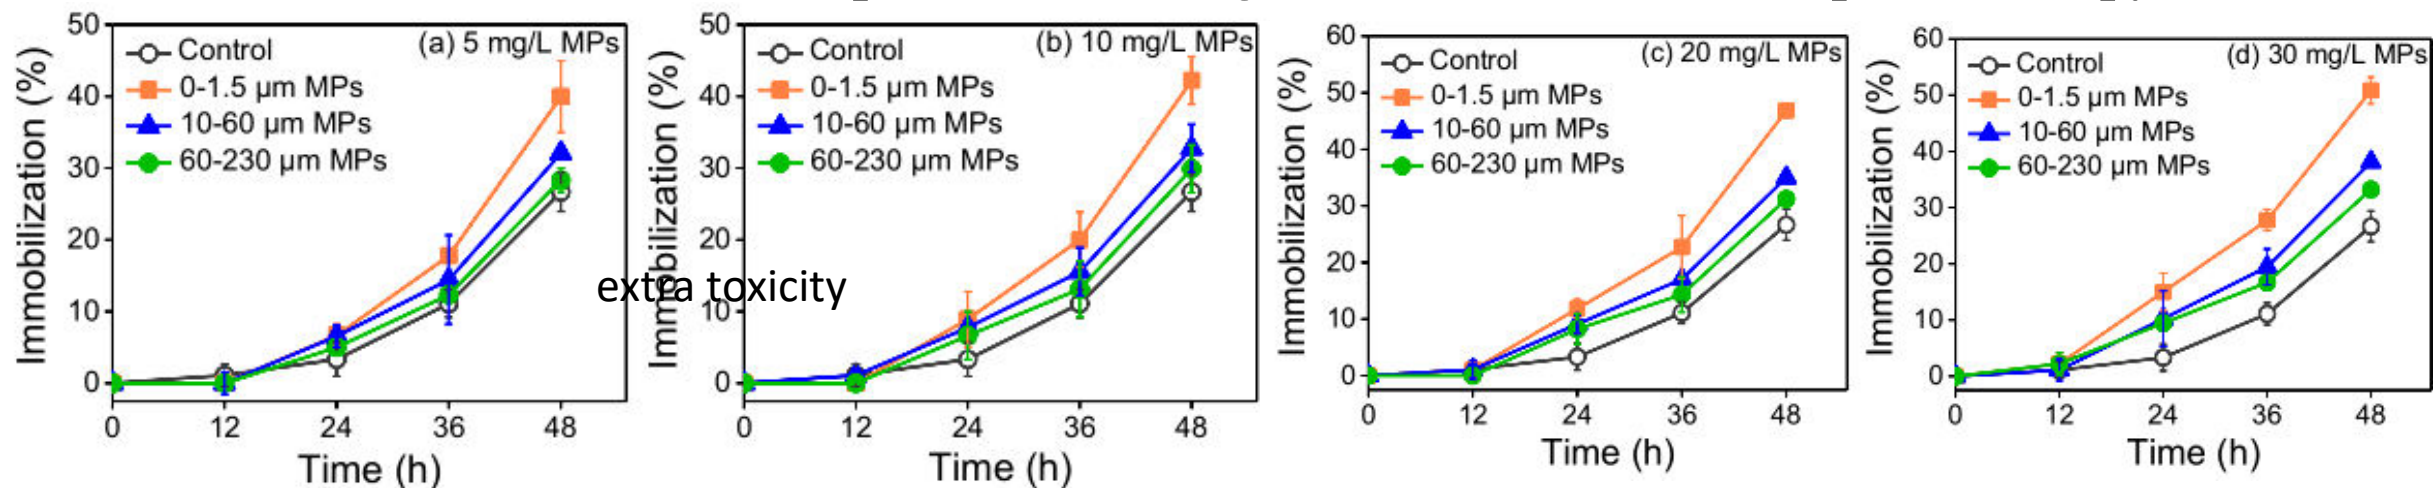 (a) 5 mg/L MPs
Control
0-1.5 µm MPs
10-60 µm MPs
60-230 µm MPs
Immobilization (%)
50
40
30
20
10
0
0 12 24 36 48
Time (h)
(b) 10 mg/L MPs
Control
0-1.5 µm MPs
10-60 µm MPs
60-230 µm MPs
Immobilization (%)
50
40
30
20
10
0
0 12 24 36 48
Time (h)
extra toxicity
(c) 20 mg/L MPs
Control
0-1.5 µm MPs
10-60 µm MPs
60-230 µm MPs
Immobilization (%)
60
50
40
30
20
10
0
0 12 24 36 48
Time (h)
(d) 30 mg/L MPs
Control
0-1.5 µm MPs
10-60 µm MPs
60-230 µm MPs
Immobilization (%)
60
50
40
30
20
10
0
0 12 24 36 48
Time (h)